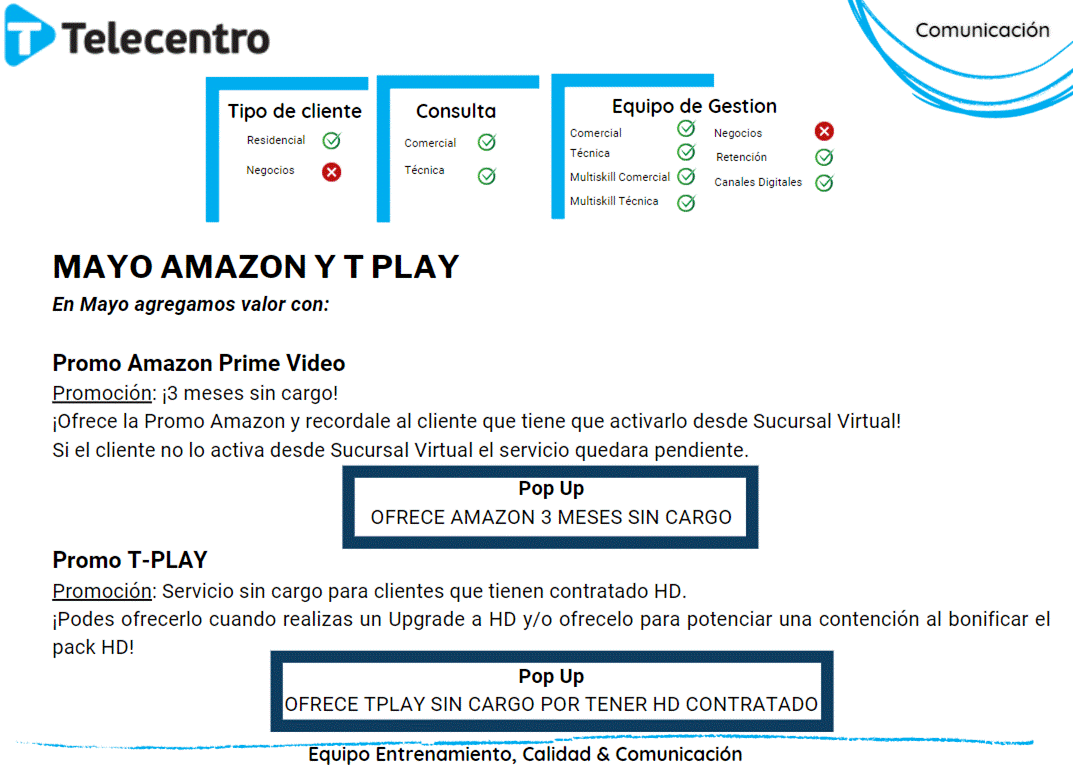 Telecentro
Comunicación
Tipo de cliente
Residencial
Negocios
Consulta
Comercial
Técnica
Equipo de Gestion
Comercial
Técnica
Multiskill Comercial
Multiskill Técnica
Negocios
Retención
Canales Digitales
MAYO AMAZON Y T PLAY
En Mayo agregamos valor con:
Promo Amazon Prime Video
Promoción: ¡3 meses sin cargo!
¡Ofrece la Promo Amazon y recordale al cliente que tiene que activarlo desde Sucursal Virtual!
Si el cliente no lo activa desde Sucursal Virtual el servicio quedara pendiente.
Pop Up
OFRECE AMAZON 3 MESES SIN CARGO
Promo T-PLAY
Promoción: Servicio sin cargo para clientes que tienen contratado HD.
¡Podes ofrecerlo cuando realizas un Upgrade a HD y/o ofrecelo para potenciar una contención al bonificar el
pack HD!
Pop Up
OFRECE TPLAY SIN CARGO POR TENER HD CONTRATADO
Equipo Entrenamiento, Calidad & Comunicación